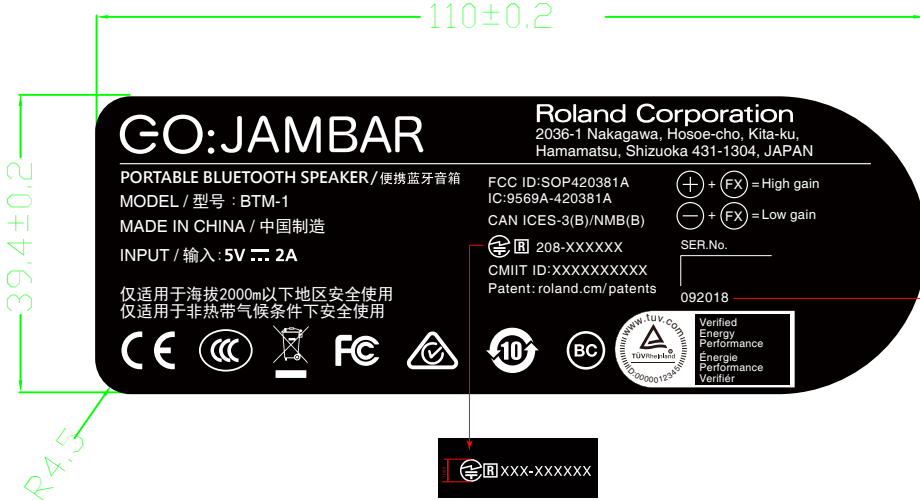 110±0.2
39.4±0.2
GO:JAMBAR
Roland Corporation
2036-1 Nakagawa, Hosoe-cho, Kita-ku,
Hamamatsu, Shizuoka 431-1304, JAPAN
PORTABLE BLUETOOTH SPEAKER/便携蓝牙音箱
MODEL / 型号 : BTM-1
MADE IN CHINA / 中国制造
INPUT / 输入: 5V 2A
仅适用于海拔2000m以下地区安全使用
仅适用于非热带气候条件下安全使用
FCC ID:SOP420381A
IC:9569A-420381A
CAN ICES-3(B)/NMB(B)
R 208-XXXXXX
CMIIT ID:XXXXXXXXXX
Patent: roland.cm/patents
+ + FX = High gain
− + FX = Low gain
SER.No.
092018
CE CCC FC 10 BC
www.tuv.com
TÜVRheinland
ID:0000012345
Verified
Energy
Performance
Énergie
Performance
Verifiér
R4.5
R XXX-XXXXXX